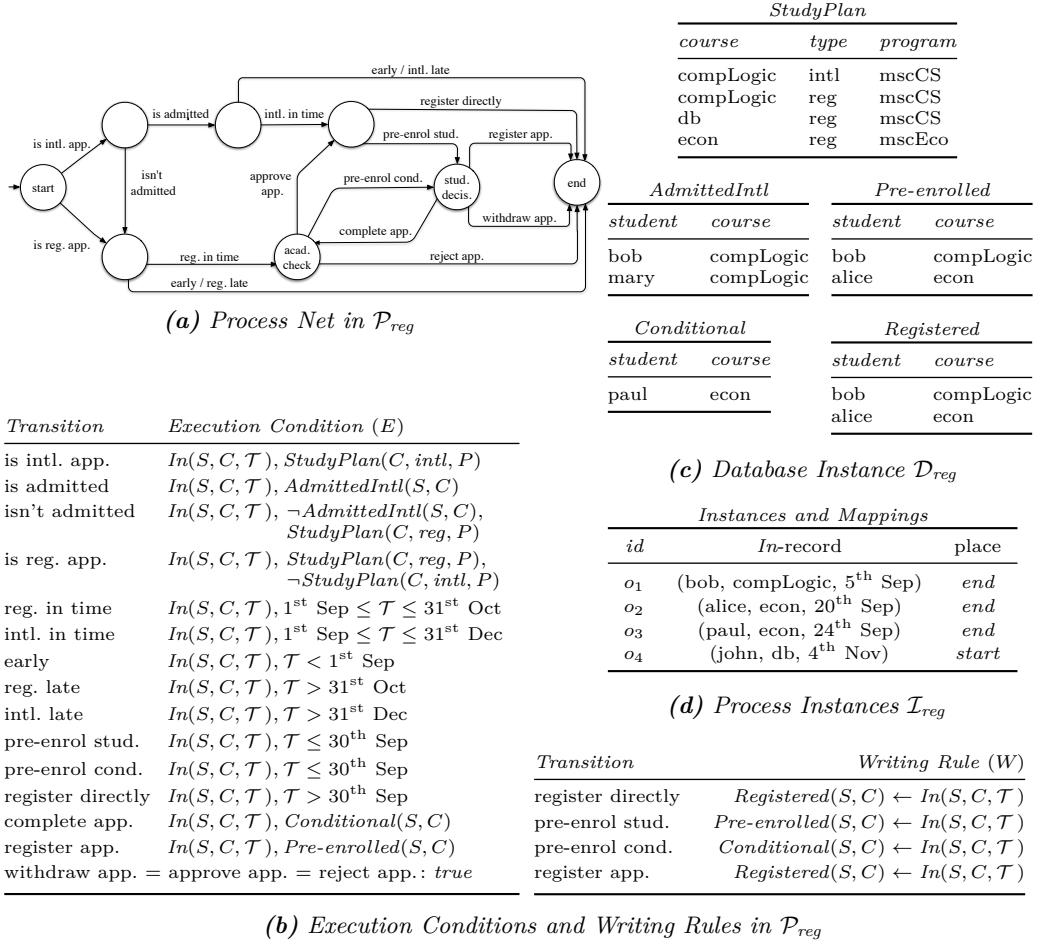 early / intl. late
is admitted
intl. in time
register directly
is intl. app.
pre-enrol stud.
register app.
start
isn't
admitted
approve
app.
pre-enrol cond.
stud.
decis.
end
is reg. app.
complete app.
withdraw app.
reg. in time
acad.
check
reject app.
early / reg. late
(a) Process Net in 𝒫reg
StudyPlan
course type program
compLogic intl mscCS
compLogic reg mscCS
db reg mscCS
econ reg mscEco
AdmittedIntl
student course
bob compLogic
mary compLogic
Pre-enrolled
student course
bob compLogic
alice econ
Conditional
student course
paul econ
Registered
student course
bob compLogic
alice econ
(c) Database Instance 𝒟reg
Instances and Mappings
id In-record place
o1 (bob, compLogic, 5th Sep) end
o2 (alice, econ, 20th Sep) end
o3 (paul, econ, 24th Sep) end
o4 (john, db, 4th Nov) start
(d) Process Instances ℐreg
Transition Execution Condition (E)
is intl. app. In(S, C, 𝒯), StudyPlan(C, intl, P)
is admitted In(S, C, 𝒯), AdmittedIntl(S, C)
isn't admitted In(S, C, 𝒯), ¬AdmittedIntl(S, C),
StudyPlan(C, reg, P)
is reg. app. In(S, C, 𝒯), StudyPlan(C, reg, P),
¬StudyPlan(C, intl, P)
reg. in time In(S, C, 𝒯), 1st Sep ≤ 𝒯 ≤ 31st Oct
intl. in time In(S, C, 𝒯), 1st Sep ≤ 𝒯 ≤ 31st Dec
early In(S, C, 𝒯), 𝒯 < 1st Sep
reg. late In(S, C, 𝒯), 𝒯 > 31st Oct
intl. late In(S, C, 𝒯), 𝒯 > 31st Dec
pre-enrol stud. In(S, C, 𝒯), 𝒯 ≤ 30th Sep
pre-enrol cond. In(S, C, 𝒯), 𝒯 ≤ 30th Sep
register directly In(S, C, 𝒯), 𝒯 > 30th Sep
complete app. In(S, C, 𝒯), Conditional(S, C)
register app. In(S, C, 𝒯), Pre-enrolled(S, C)
withdraw app. = approve app. = reject app.: true
Transition Writing Rule (W)
register directly Registered(S, C) ← In(S, C, 𝒯)
pre-enrol stud. Pre-enrolled(S, C) ← In(S, C, 𝒯)
pre-enrol cond. Conditional(S, C) ← In(S, C, 𝒯)
register app. Registered(S, C) ← In(S, C, 𝒯)
(b) Execution Conditions and Writing Rules in 𝒫reg